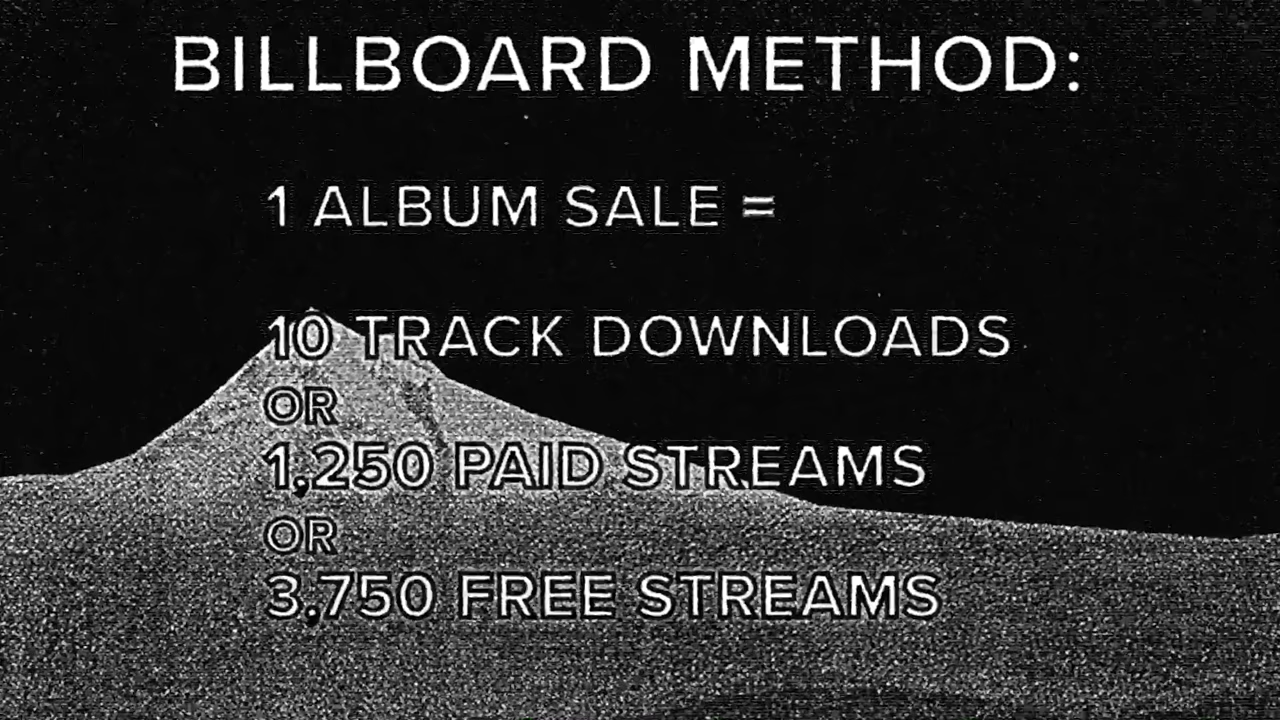 BILLBOARD METHOD:
1 ALBUM SALE =
10 TRACK DOWNLOADS
OR
1,250 PAID STREAMS
OR
3,750 FREE STREAMS